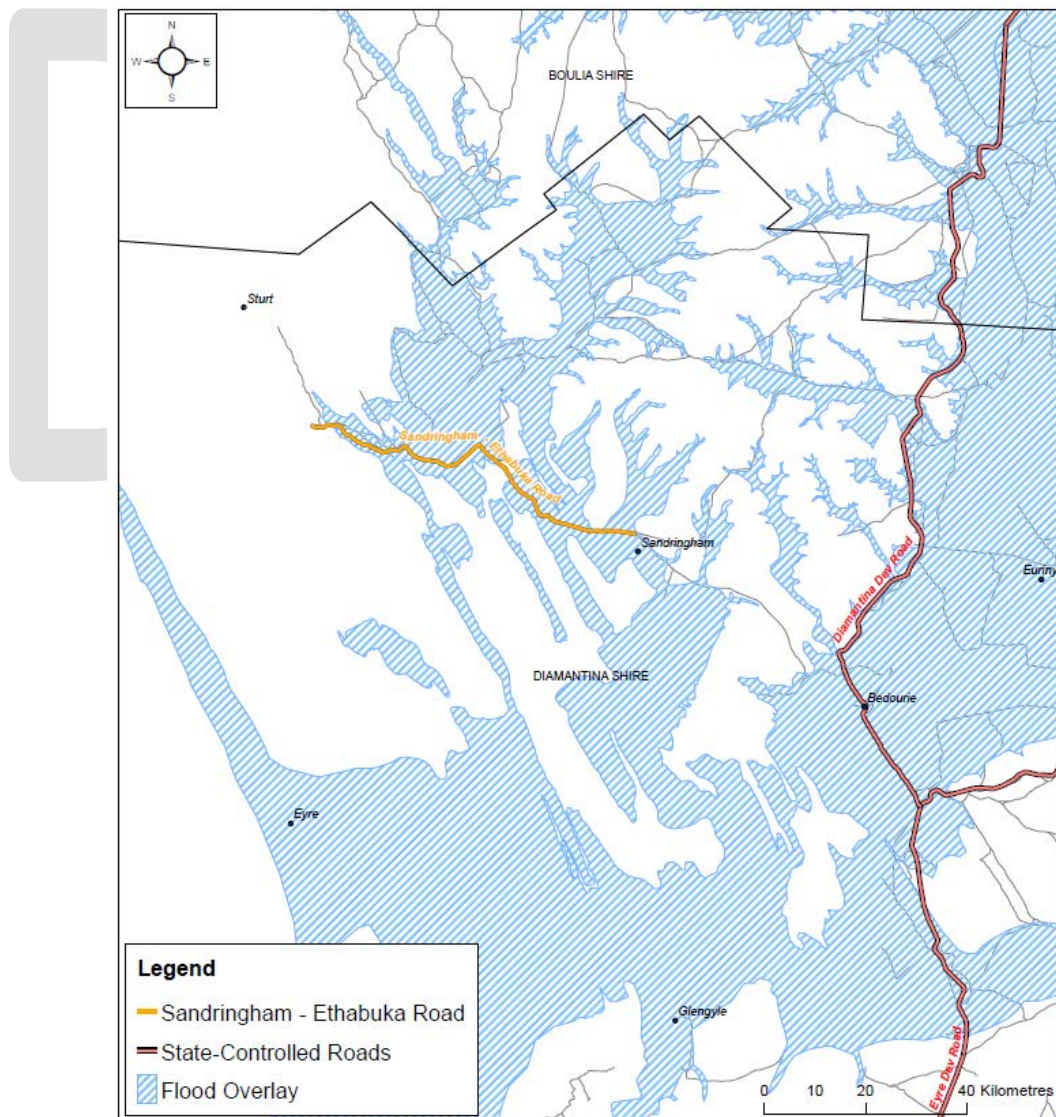 N
W E
S
BOULIA SHIRE
Sturt
Sandringham - Ethabuka Road
Sandringham
Diamantina Dev Road
DIAMANTINA SHIRE
Bedourie
Eyre
Glengyle
Eyre Dev Road
Legend
Sandringham - Ethabuka Road
State-Controlled Roads
Flood Overlay
0 10 20 40 Kilometres